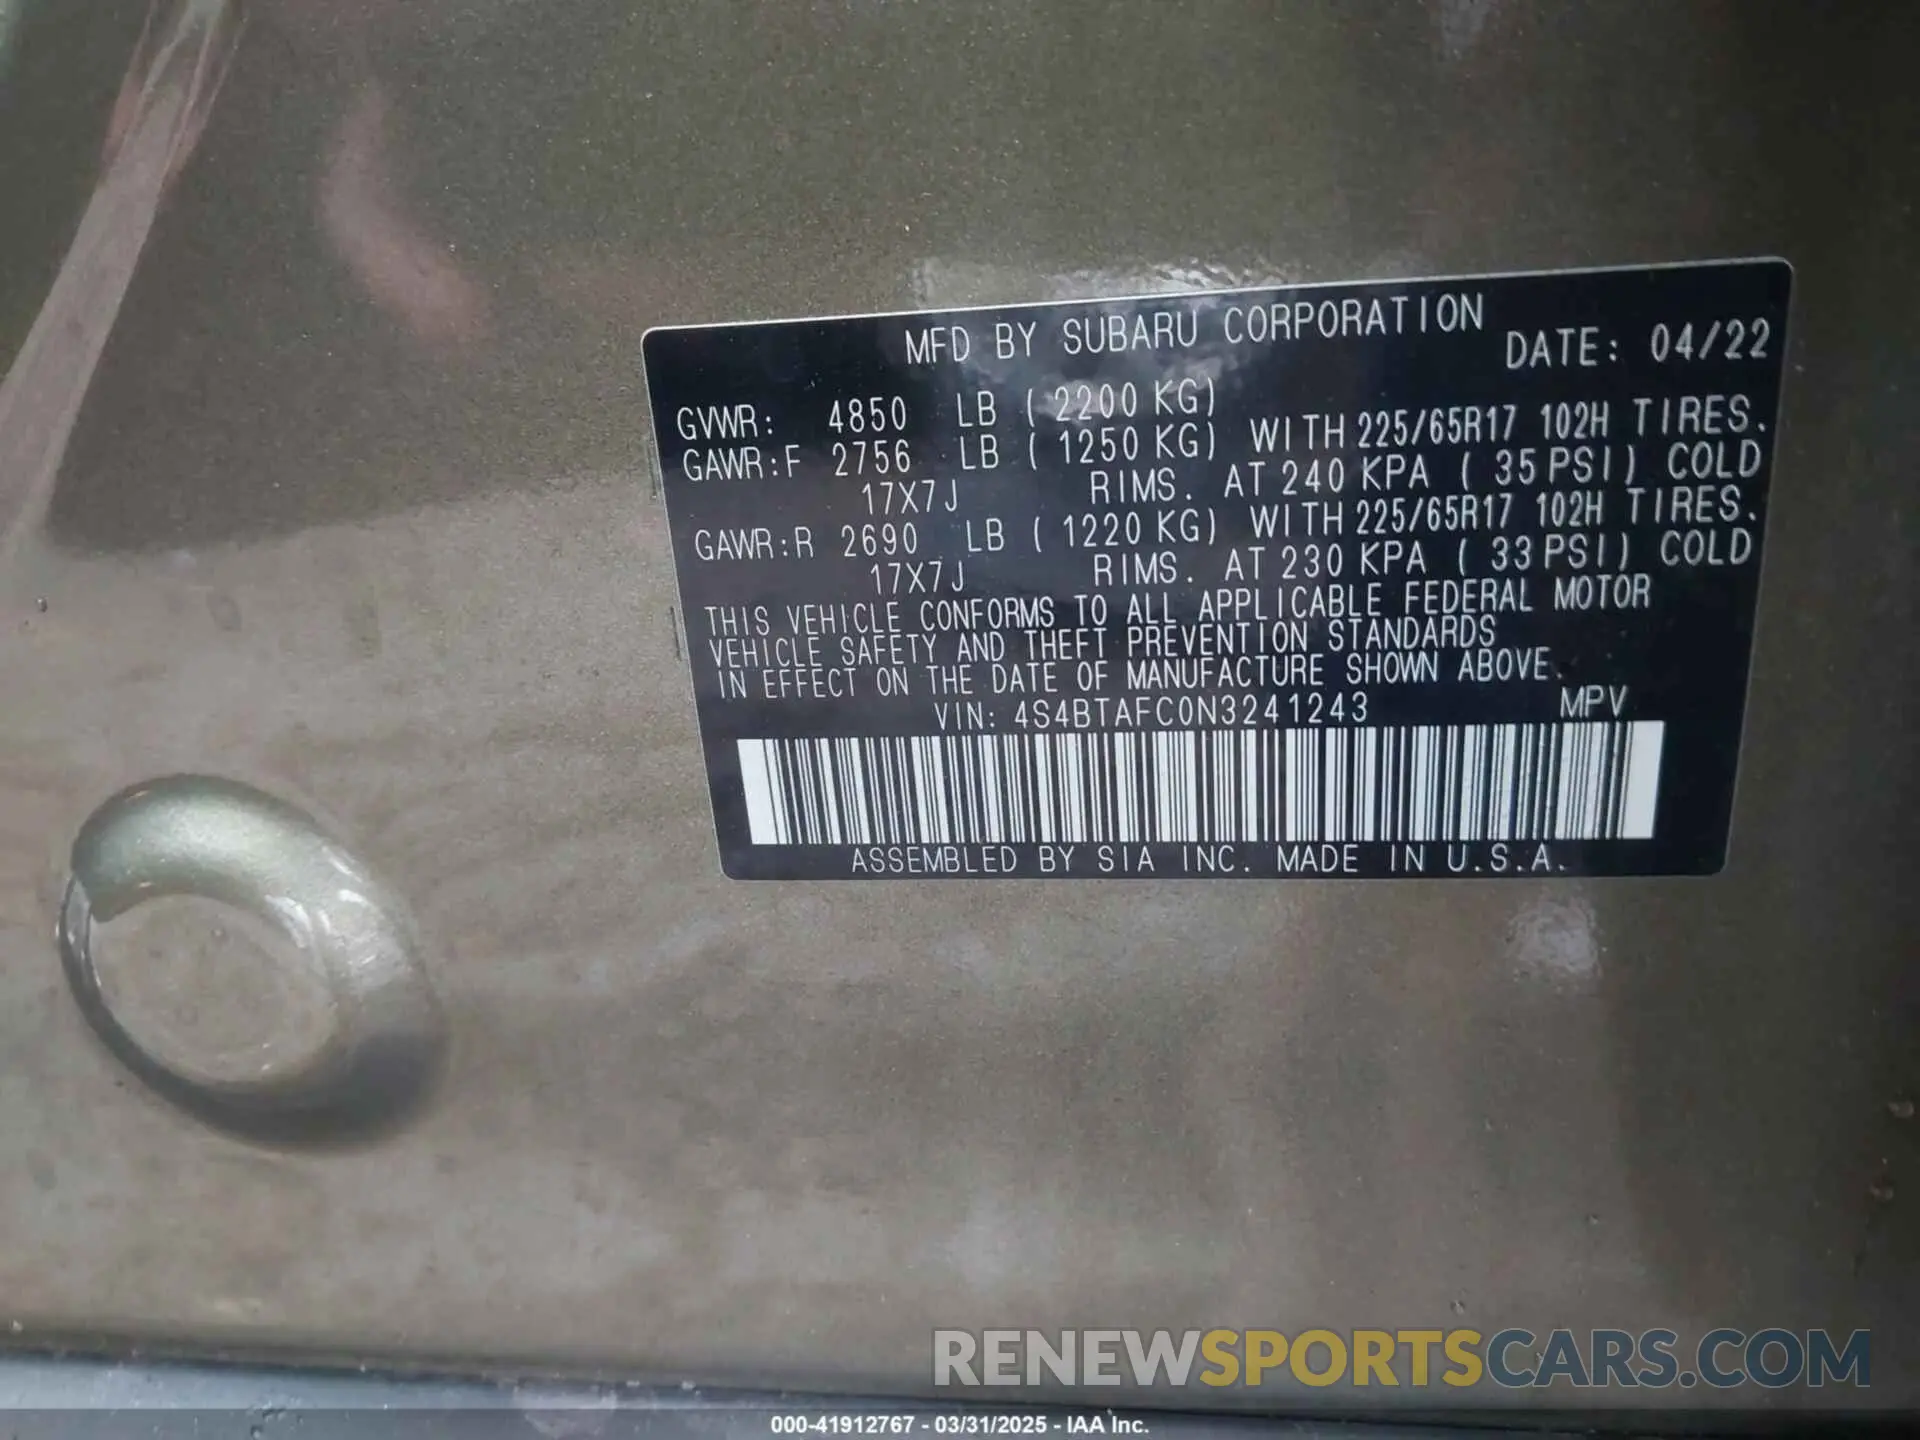 MFD BY SUBARU CORPORATION DATE: 04/22
GVWR: 4850 LB ( 2200 KG)
GAWR:F 2756 LB ( 1250 KG) WITH 225/65R17 102H TIRES.
17X7J RIMS. AT 240 KPA ( 35 PSI) COLD
GAWR:R 2690 LB ( 1220 KG) WITH 225/65R17 102H TIRES.
17X7J RIMS. AT 230 KPA ( 33 PSI) COLD
THIS VEHICLE CONFORMS TO ALL APPLICABLE FEDERAL MOTOR
VEHICLE SAFETY AND THEFT PREVENTION STANDARDS
IN EFFECT ON THE DATE OF MANUFACTURE SHOWN ABOVE.
VIN: 4S4BTAFC0N3241243 MPV
ASSEMBLED BY SIA INC. MADE IN U.S.A.
RENEWSPORTSCARS.COM
000-41912767 - 03/31/2025 - IAA Inc.